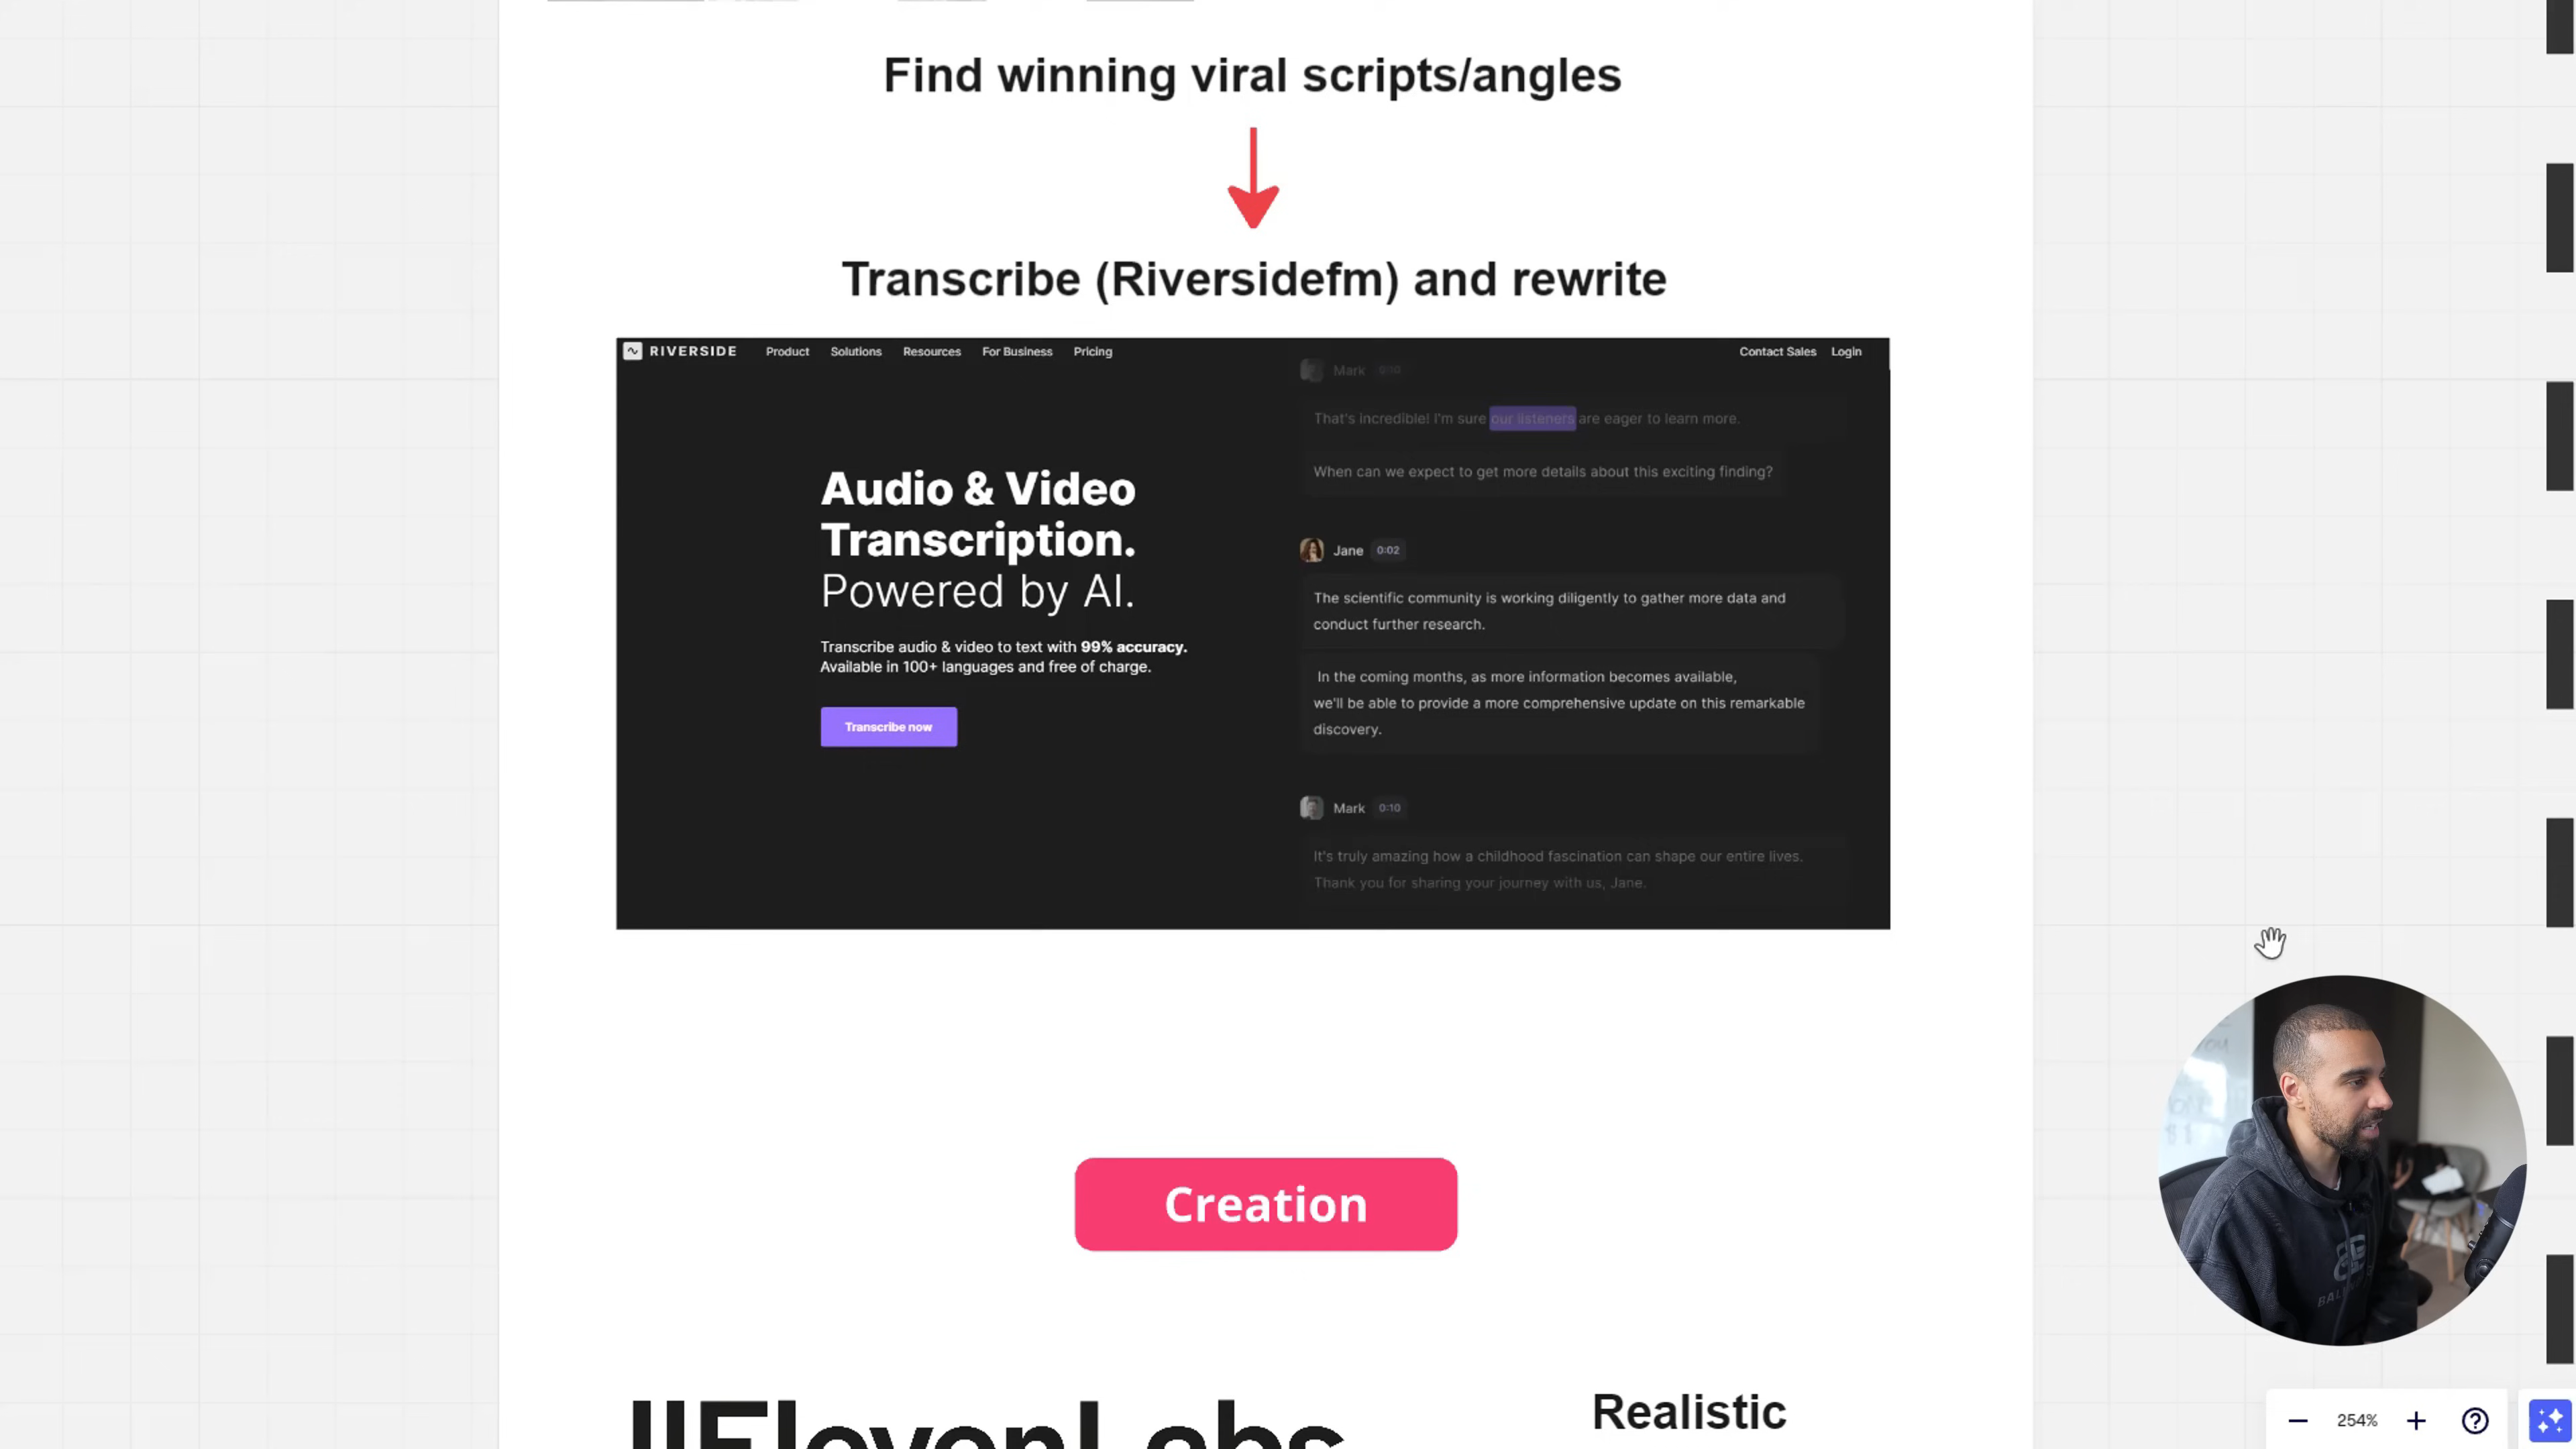 Find winning viral scripts/angles
Transcribe (Riversidefm) and rewrite
RIVERSIDE Product Solutions Resources For Business Pricing Contact Sales Login
Audio & Video
Transcription.
Powered by AI.
Transcribe audio & video to text with 99% accuracy.
Available in 100+ languages and free of charge.
Transcribe now
Mark 0:10
That's incredible! I'm sure our listeners are eager to learn more.
When can we expect to get more details about this exciting finding?
Jane 0:02
The scientific community is working diligently to gather more data and
conduct further research.
In the coming months, as more information becomes available,
we'll be able to provide a more comprehensive update on this remarkable
discovery.
Mark 0:10
It's truly amazing how a childhood fascination can shape our entire lives.
Thank you for sharing your journey with us, Jane.
Creation
IIElevenLabs
Realistic
254%